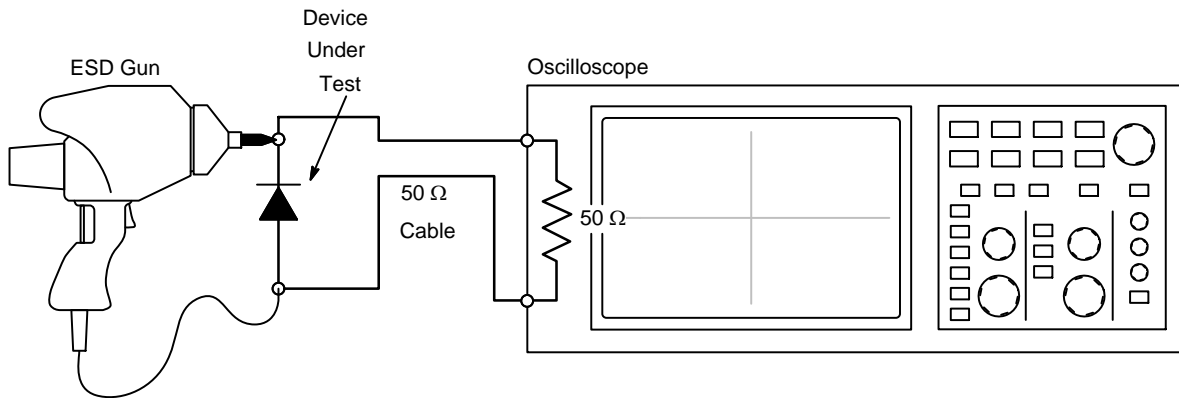 Device
Under
Test
ESD Gun
Oscilloscope
50 Ω
Cable
50 Ω